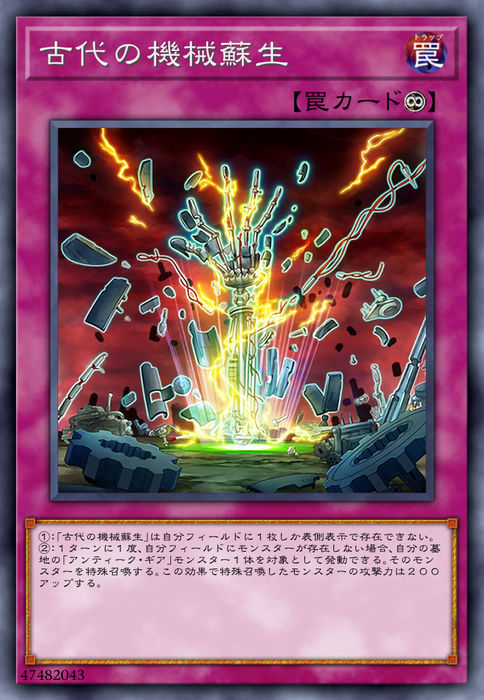 古代の機械蘇生
トラップ
罠
【罠カード】
①:「古代の機械蘇生」は自分フィールドに1枚しか表側表示で存在できない。
②:1ターンに1度、自分フィールドにモンスターが存在しない場合、自分の墓
地の「アンティーク・ギア」モンスター1体を対象として発動できる。そのモン
スターを特殊召喚する。この効果で特殊召喚したモンスターの攻撃力は200
アップする。
47482043